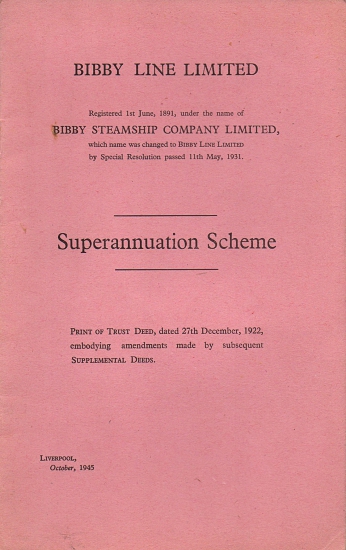 BIBBY LINE LIMITED
Registered 1st June, 1891, under the name of
BIBBY STEAMSHIP COMPANY LIMITED,
which name was changed to BIBBY LINE LIMITED
by Special Resolution passed 11th May, 1931.
Superannuation Scheme
PRINT OF TRUST DEED, dated 27th December, 1922,
embodying amendments made by subsequent
SUPPLEMENTAL DEEDS.
LIVERPOOL,
October, 1945